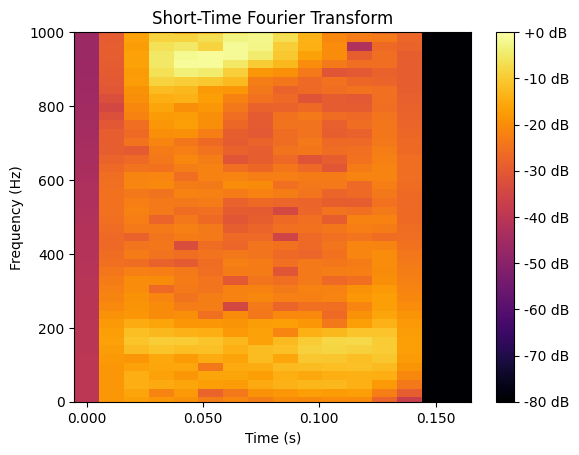 Short-Time Fourier Transform
1000
800
600
400
200
0
Frequency (Hz)
0.000
0.050
0.100
0.150
Time (s)
+0 dB
-10 dB
-20 dB
-30 dB
-40 dB
-50 dB
-60 dB
-70 dB
-80 dB